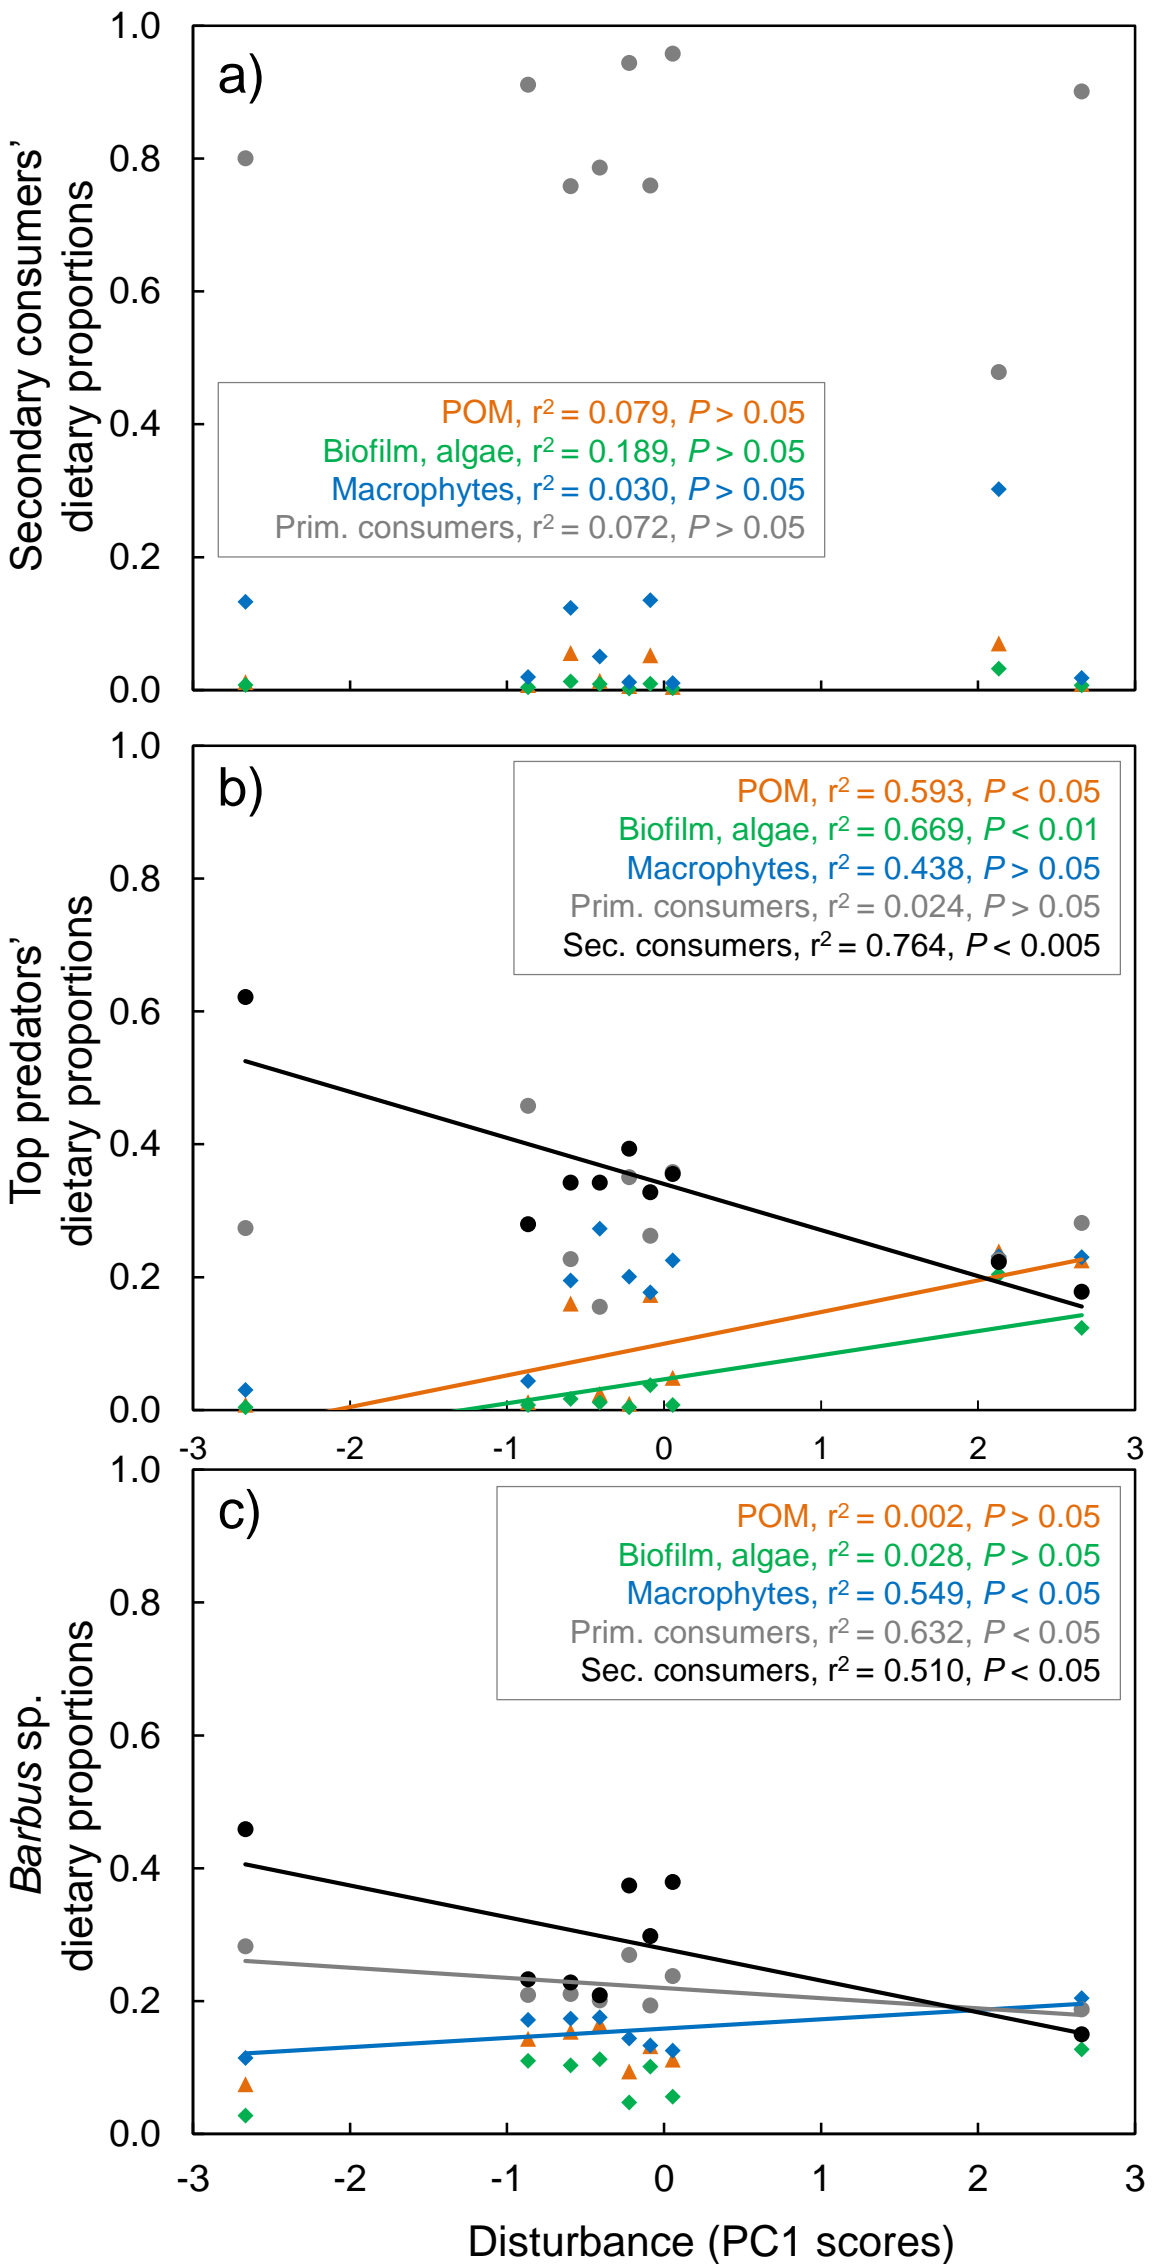 a)
Secondary consumers’
dietary proportions
1.0
0.8
0.6
0.4
0.2
0.0
POM, r² = 0.079, P > 0.05
Biofilm, algae, r² = 0.189, P > 0.05
Macrophytes, r² = 0.030, P > 0.05
Prim. consumers, r² = 0.072, P > 0.05
b)
Top predators’
dietary proportions
1.0
0.8
0.6
0.4
0.2
0.0
POM, r² = 0.593, P < 0.05
Biofilm, algae, r² = 0.669, P < 0.01
Macrophytes, r² = 0.438, P > 0.05
Prim. consumers, r² = 0.024, P > 0.05
Sec. consumers, r² = 0.764, P < 0.005
-3 -2 -1 0 1 2 3
c)
Barbus sp.
dietary proportions
1.0
0.8
0.6
0.4
0.2
0.0
POM, r² = 0.002, P > 0.05
Biofilm, algae, r² = 0.028, P > 0.05
Macrophytes, r² = 0.549, P < 0.05
Prim. consumers, r² = 0.632, P < 0.05
Sec. consumers, r² = 0.510, P < 0.05
-3 -2 -1 0 1 2 3
Disturbance (PC1 scores)